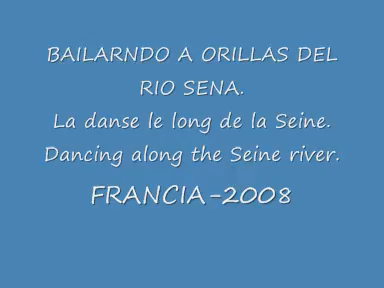 BAILARNDO A ORILLAS DEL
RIO SENA.
La danse le long de la Seine.
Dancing along the Seine river.
FRANCIA-2008